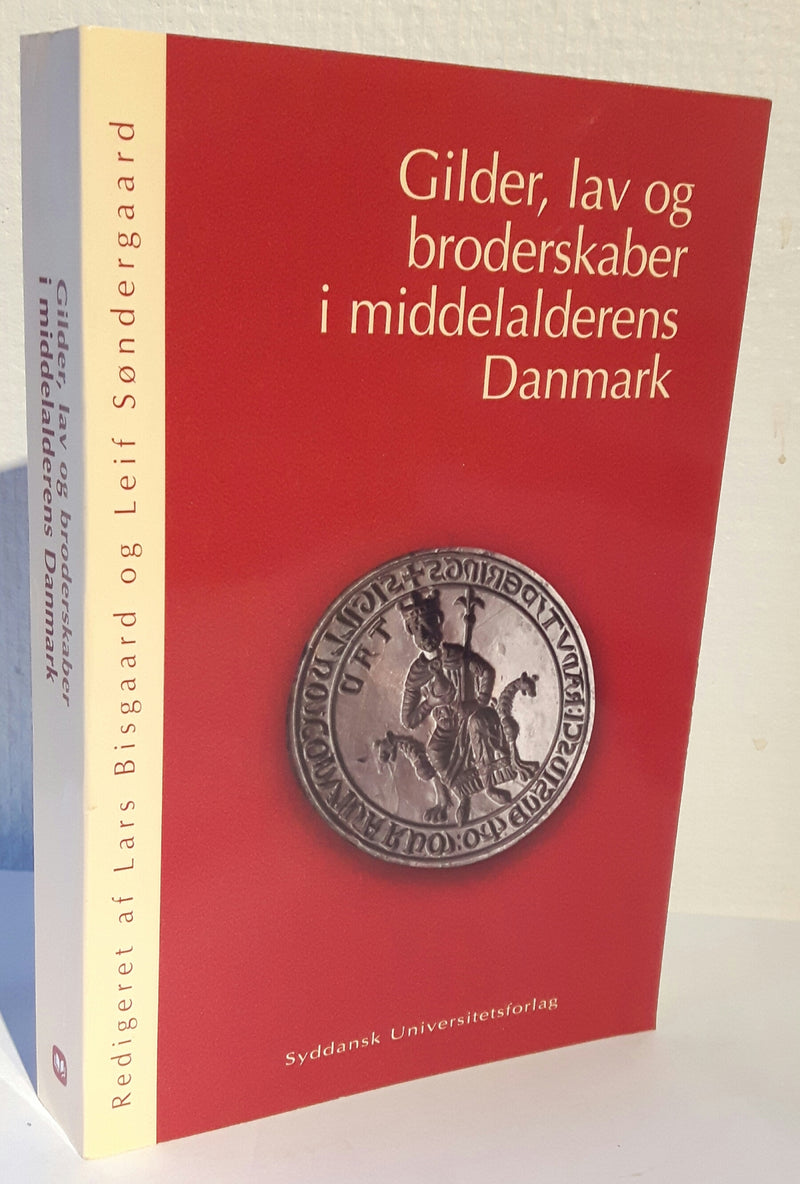 Gilder, lav og
broderskaber
i middelalderens
Danmark
Syddansk Universitetsforlag
Redigeret af Lars Bisgaard og Leif Søndergaard
Gilder, lav og broderskaber
i middelalderens Danmark